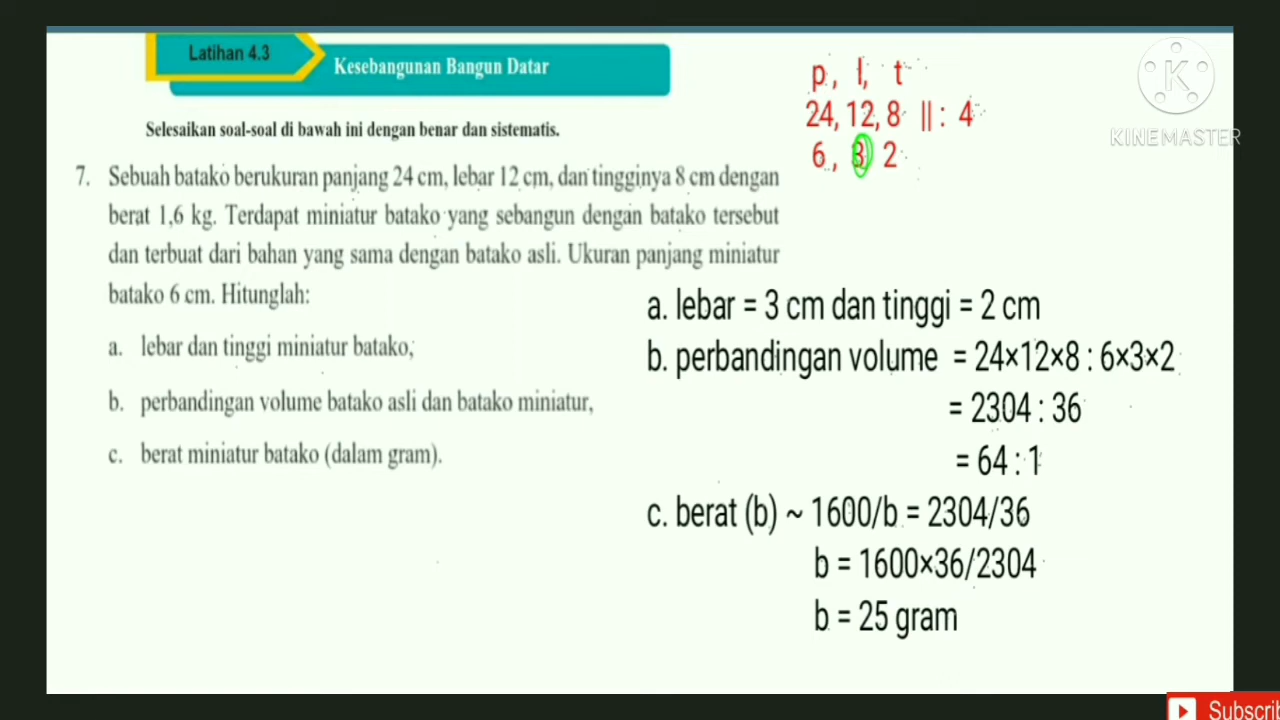 Latihan 4.3
Kesebangunan Bangun Datar
Selesaikan soal-soal di bawah ini dengan benar dan sistematis.
7. Sebuah batako berukuran panjang 24 cm, lebar 12 cm, dan tingginya 8 cm dengan
berat 1,6 kg. Terdapat miniatur batako yang sebangun dengan batako tersebut
dan terbuat dari bahan yang sama dengan batako asli. Ukuran panjang miniatur
batako 6 cm. Hitunglah:
a. lebar dan tinggi miniatur batako,
b. perbandingan volume batako asli dan batako miniatur,
c. berat miniatur batako (dalam gram).
p, l, t
24, 12, 8 || : 4
6, 3, 2
a. lebar = 3 cm dan tinggi = 2 cm
b. perbandingan volume = 24×12×8 : 6×3×2
= 2304 : 36
= 64 : 1
c. berat (b) ~ 1600/b = 2304/36
b = 1600×36/2304
b = 25 gram
K
KINEMASTER